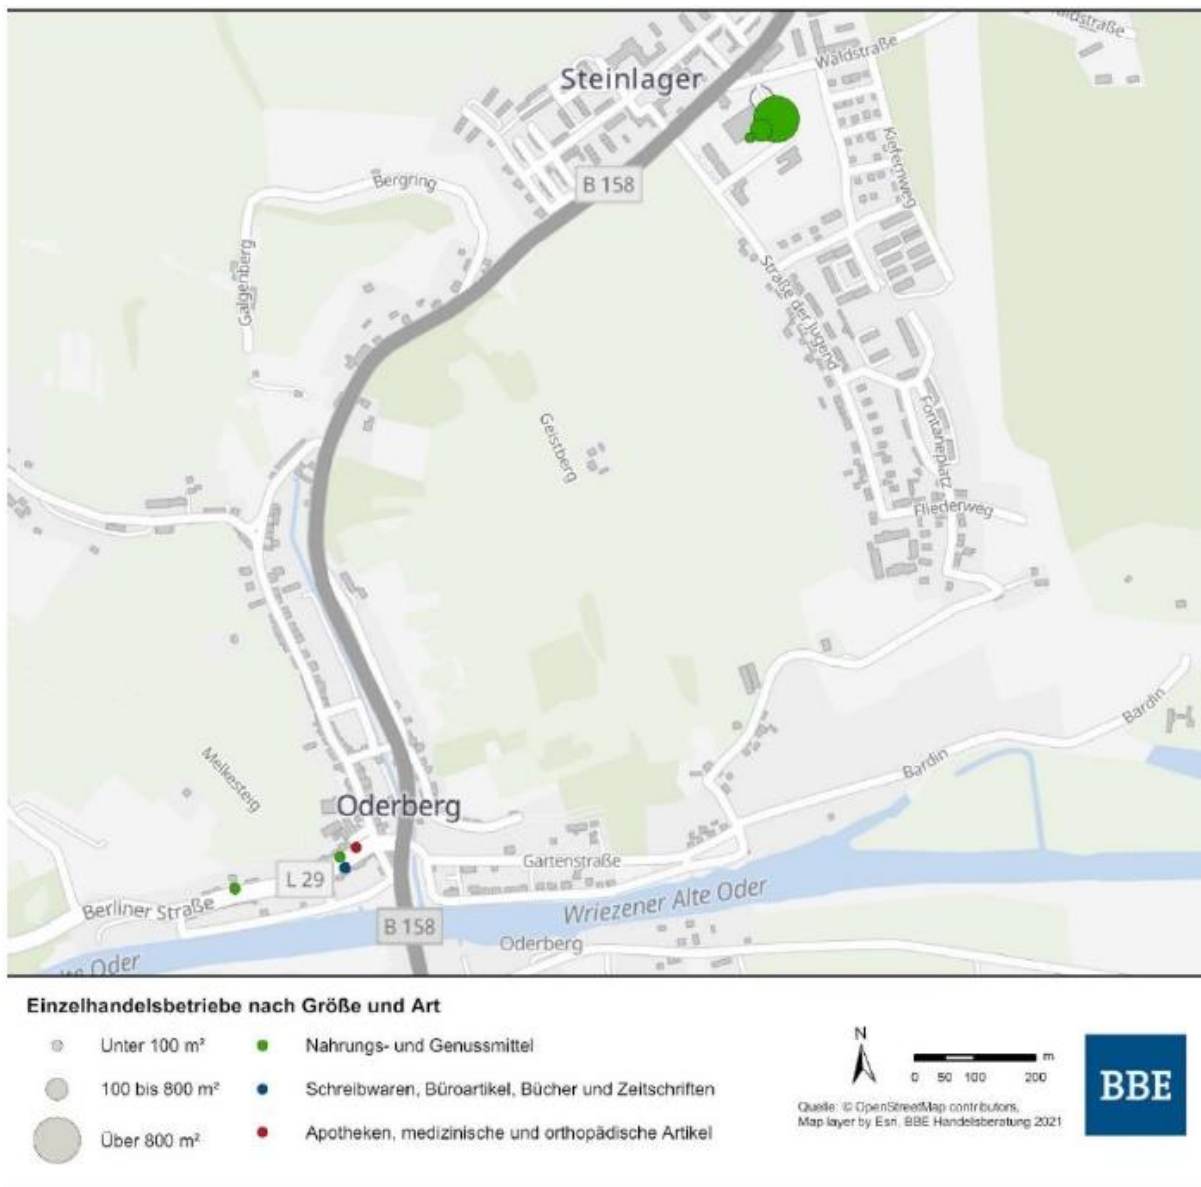 Waldstraße
Steinlager
Waldstraße
Kiefernweg
B 158
Bergring
Galgenberg
Straße der Jugend
Geistberg
Fontaneplatz
Fliederweg
Bardin
Bardin
Melkesteig
Oderberg
Gartenstraße
L 29
Berliner Straße
Wriezener Alte Oder
B 158
Oderberg
Alte Oder
Einzelhandelsbetriebe nach Größe und Art
Unter 100 m² Nahrungs- und Genussmittel
100 bis 800 m² Schreibwaren, Büroartikel, Bücher und Zeitschriften
Über 800 m² Apotheken, medizinische und orthopädische Artikel
N
m
0 50 100 200
Quelle: © OpenStreetMap contributors,
Map layer by Esri, BBE Handelsberatung 2021
BBE